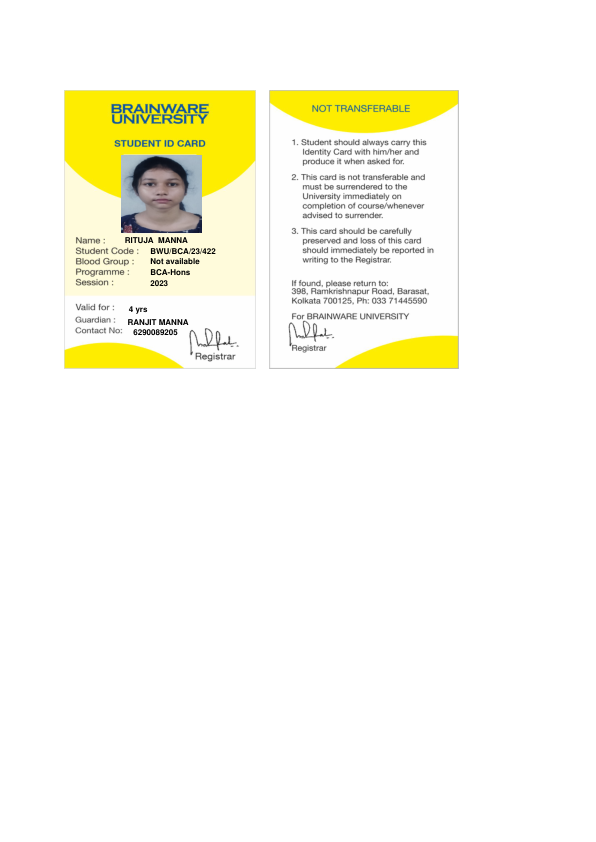 BRAINWARE
UNIVERSITY
STUDENT ID CARD
Name : RITUJA MANNA
Student Code : BWU/BCA/23/422
Blood Group : Not available
Programme : BCA-Hons
Session : 2023
Valid for : 4 yrs
Guardian : RANJIT MANNA
Contact No: 6290089205
Registrar
NOT TRANSFERABLE
1. Student should always carry this
Identity Card with him/her and
produce it when asked for.
2. This card is not transferable and
must be surrendered to the
University immediately on
completion of course/whenever
advised to surrender.
3. This card should be carefully
preserved and loss of this card
should immediately be reported in
writing to the Registrar.
If found, please return to:
398, Ramkrishnapur Road, Barasat,
Kolkata 700125, Ph: 033 71445590
For BRAINWARE UNIVERSITY
Registrar